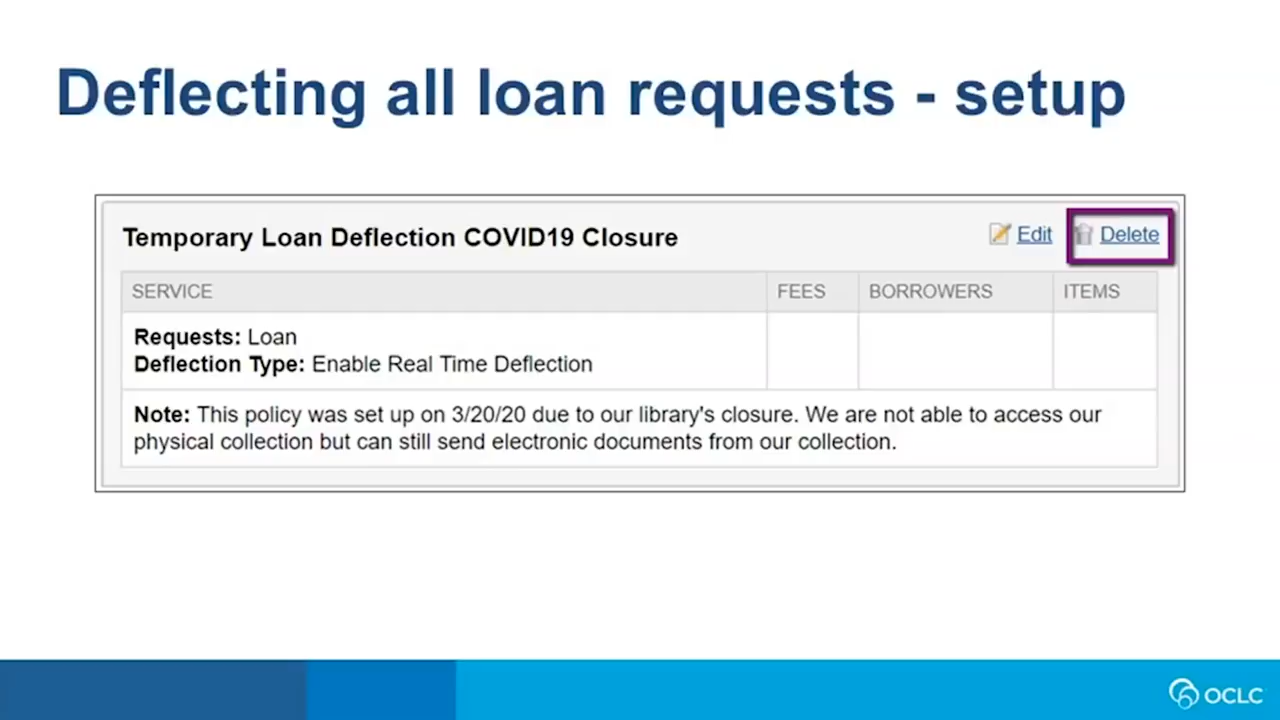 Deflecting all loan requests - setup
Temporary Loan Deflection COVID19 Closure
Edit
Delete
SERVICE
FEES
BORROWERS
ITEMS
Requests: Loan
Deflection Type: Enable Real Time Deflection
Note: This policy was set up on 3/20/20 due to our library's closure. We are not able to access our
physical collection but can still send electronic documents from our collection.
OCLC